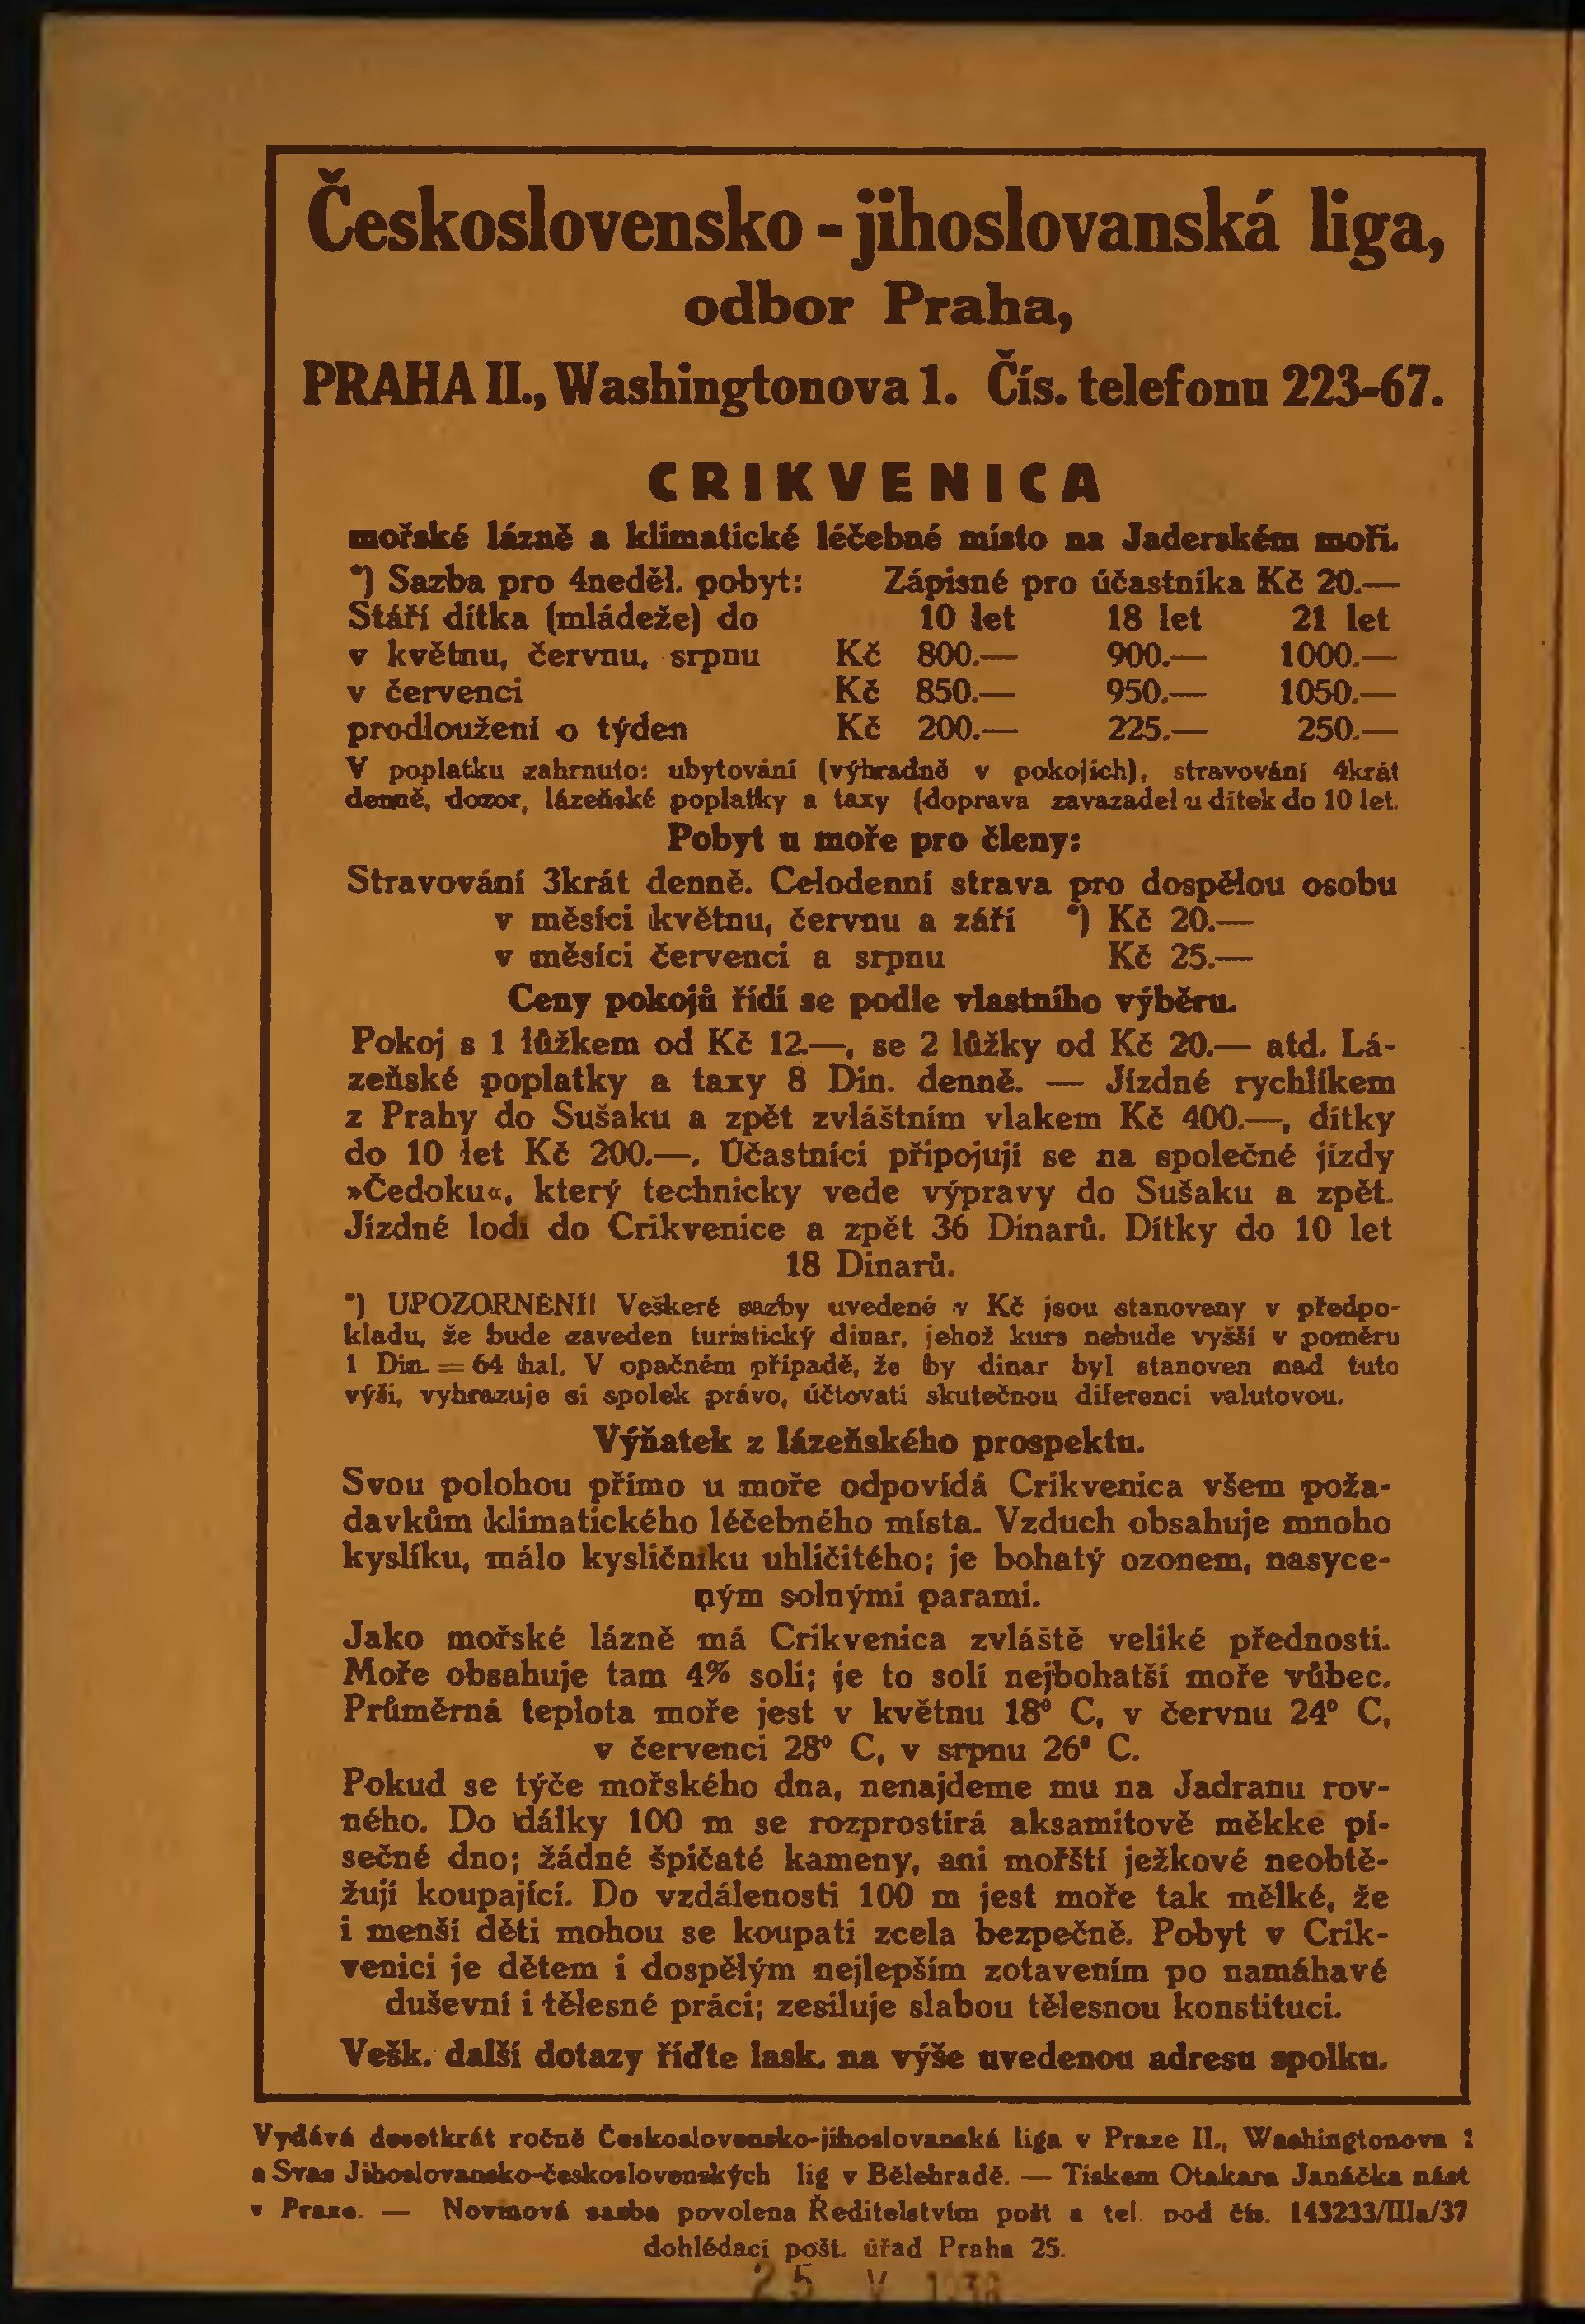 Československo-jihoslovanská liga,
odbor Praha,
PRAHA II., Washingtonova 1. Čís. telefonu 223-67.
CRIKVENICA
mořské lázně a klimatické léčebné místo na Jaderském moři.
*) Sazba pro 4neděl. pobyt: Zápisné pro účastníka Kč 20.—
Stáří dítka (mládeže) do 10 let 18 let 21 let
v květnu, červnu, srpnu Kč 800.— 900.— 1000.—
v červenci Kč 850.— 950.— 1050.—
prodloužení o týden Kč 200.— 225.— 250.—
V poplatku zahrnuto: ubytování (výhradně v pokojích), stravování 4krát
denně, dozor, lázeňské poplatky a taxy (doprava zavazadel u dítek do 10 let.
Pobyt u moře pro členy:
Stravování 3krát denně. Celodenní strava pro dospělou osobu
v měsíci květnu, červnu a září *) Kč 20.—
v měsíci červenci a srpnu Kč 25.—
Ceny pokojů řídí se podle vlastního výběru.
Pokoj s 1 lůžkem od Kč 12.—, se 2 lůžky od Kč 20.— atd. Lá-
zeňské poplatky a taxy 8 Din. denně. — Jízdné rychlíkem
z Prahy do Sušaku a zpět zvláštním vlakem Kč 400.—, dítky
do 10 let Kč 200.—. Účastníci připojují se na společné jízdy
»Čedoku«, který technicky vede výpravy do Sušaku a zpět.
Jízdné lodí do Crikvenice a zpět 36 Dinarů. Dítky do 10 let
18 Dinarů.
*) UPOZORNĚNÍ! Veškeré sazby uvedené v Kč jsou stanoveny v předpo-
kladu, že bude zaveden turistický dinar, jehož kurs nebude vyšší v poměru
1 Din. = 64 hal. V opačném případě, že by dinar byl stanoven nad tuto
výši, vyhrazuje si spolek právo, účtovati skutečnou diferenci valutovou.
Výňatek z lázeňského prospektu.
Svou polohou přímo u moře odpovídá Crikvenica všem poža-
davkům klimatického léčebného místa. Vzduch obsahuje mnoho
kyslíku, málo kysličníku uhličitého; je bohatý ozonem, nasyce-
ným solnými parami.
Jako mořské lázně má Crikvenica zvláště veliké přednosti.
Moře obsahuje tam 4% soli; je to solí nejbohatší moře vůbec.
Průměrná teplota moře jest v květnu 18° C, v červnu 24° C,
v červenci 28° C, v srpnu 26° C.
Pokud se týče mořského dna, nenajdeme mu na Jadranu rov-
ného. Do dálky 100 m se rozprostírá aksamitově měkké pí-
sečné dno; žádné špičaté kameny, ani mořští ježkové neobtě-
žují koupající. Do vzdálenosti 100 m jest moře tak mělké, že
i menší děti mohou se koupati zcela bezpečně. Pobyt v Crik-
venici je dětem i dospělým nejlepším zotavením po namáhavé
duševní i tělesné práci; zesiluje slabou tělesnou konstituci.
Vešk. další dotazy řiďte lask. na výše uvedenou adresu spolku.
Vydává desetkrát ročně Československo-jihoslovanská liga v Praze II., Washingtonova 1
a Svaz Jihoslovansko-československých lig v Bělehradě. — Tiskem Otakara Janáčka nást
v Praze. — Novinová sazba povolena Ředitelstvím pošt a tel. pod čís. 143233/IIIa/37
dohlédací pošt. úřad Praha 25.
25 V 1938